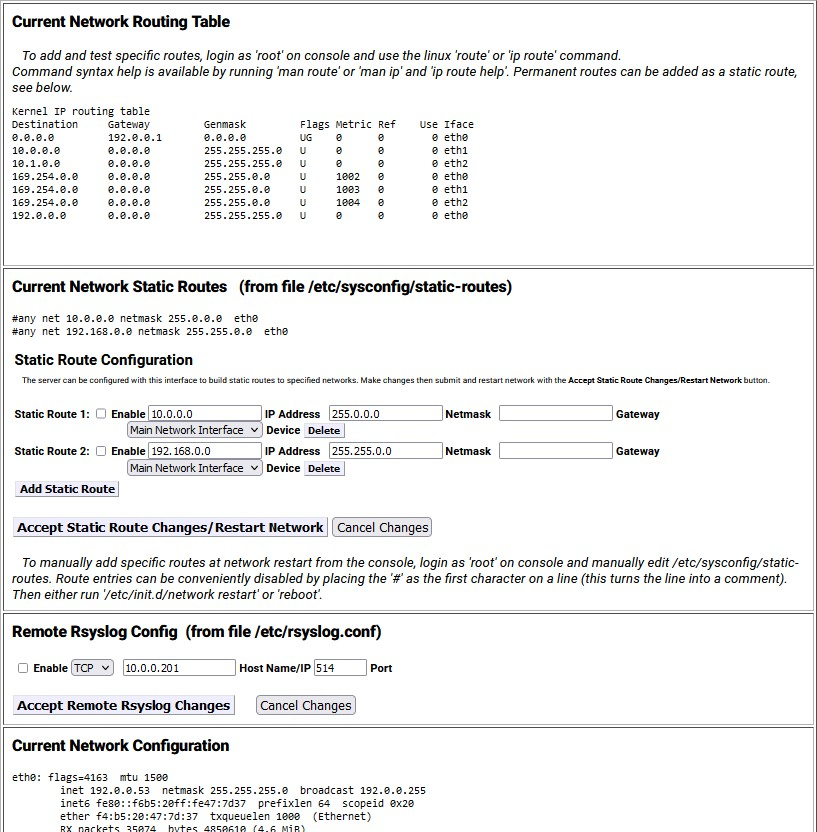 Current Network Routing Table
To add and test specific routes, login as 'root' on console and use the linux 'route' or 'ip route' command.
Command syntax help is available by running 'man route' or 'man ip' and 'ip route help'. Permanent routes can be added as a static route,
see below.
Kernel IP routing table
Destination Gateway Genmask Flags Metric Ref Use Iface
0.0.0.0 192.0.0.1 0.0.0.0 UG 0 0 0 eth0
10.0.0.0 0.0.0.0 255.255.255.0 U 0 0 0 eth1
10.1.0.0 0.0.0.0 255.255.255.0 U 0 0 0 eth2
169.254.0.0 0.0.0.0 255.255.0.0 U 1002 0 0 eth0
169.254.0.0 0.0.0.0 255.255.0.0 U 1003 0 0 eth1
169.254.0.0 0.0.0.0 255.255.0.0 U 1004 0 0 eth2
192.0.0.0 0.0.0.0 255.255.255.0 U 0 0 0 eth0
Current Network Static Routes (from file /etc/sysconfig/static-routes)
#any net 10.0.0.0 netmask 255.0.0.0 eth0
#any net 192.168.0.0 netmask 255.255.0.0 eth0
Static Route Configuration
The server can be configured with this interface to build static routes to specified networks. Make changes then submit and restart network with the Accept Static Route Changes/Restart Network button.
Static Route 1: Enable 10.0.0.0 IP Address 255.0.0.0 Netmask Gateway
Main Network Interface Device Delete
Static Route 2: Enable 192.168.0.0 IP Address 255.255.0.0 Netmask Gateway
Main Network Interface Device Delete
Add Static Route
Accept Static Route Changes/Restart Network Cancel Changes
To manually add specific routes at network restart from the console, login as 'root' on console and manually edit /etc/sysconfig/static-
routes. Route entries can be conveniently disabled by placing the '#' as the first character on a line (this turns the line into a comment).
Then either run '/etc/init.d/network restart' or 'reboot'.
Remote Rsyslog Config (from file /etc/rsyslog.conf)
Enable TCP 10.0.0.201 Host Name/IP 514 Port
Accept Remote Rsyslog Changes Cancel Changes
Current Network Configuration
eth0: flags=4163 mtu 1500
inet 192.0.0.53 netmask 255.255.255.0 broadcast 192.0.0.255
inet6 fe80::f6b5:20ff:fe47:7d37 prefixlen 64 scopeid 0x20
ether f4:b5:20:47:7d:37 txqueuelen 1000 (Ethernet)
RX packets 35074 bytes 4850610 (4.6 MiB)